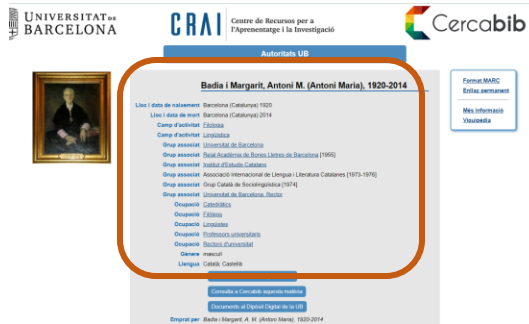 UNIVERSITAT DE
BARCELONA
CRAI
Centre de Recursos per a
l'Aprenentatge i la Investigació
Cercabib
Autoritats UB
Badia i Margarit, Antoni M. (Antoni Maria), 1920-2014
Format MARC
Enllaç permanent
Més informació
Viquipèdia
Lloc i data de naixement Barcelona (Catalunya) 1920
Lloc i data de mort Barcelona (Catalunya) 2014
Camp d'activitat Filologia
Camp d'activitat Lingüística
Grup associat Universitat de Barcelona
Grup associat Reial Acadèmia de Bones Lletres de Barcelona [1955]
Grup associat Institut d'Estudis Catalans
Grup associat Associació Internacional de Llengua i Literatura Catalanes [1973-1976]
Grup associat Grup Català de Sociolingüística [1974]
Grup associat Universitat de Barcelona. Rector
Ocupació Catedràtics
Ocupació Filòlegs
Ocupació Lingüistes
Ocupació Professors universitaris
Ocupació Rectors d'universitat
Gènere masculí
Llengua Català; Castellà
Consulta a Cercabib aquesta matèria
Documents al Dipòsit Digital de la UB
Emprat per Badia i Margarit, A. M. (Antoni Maria), 1920-2014